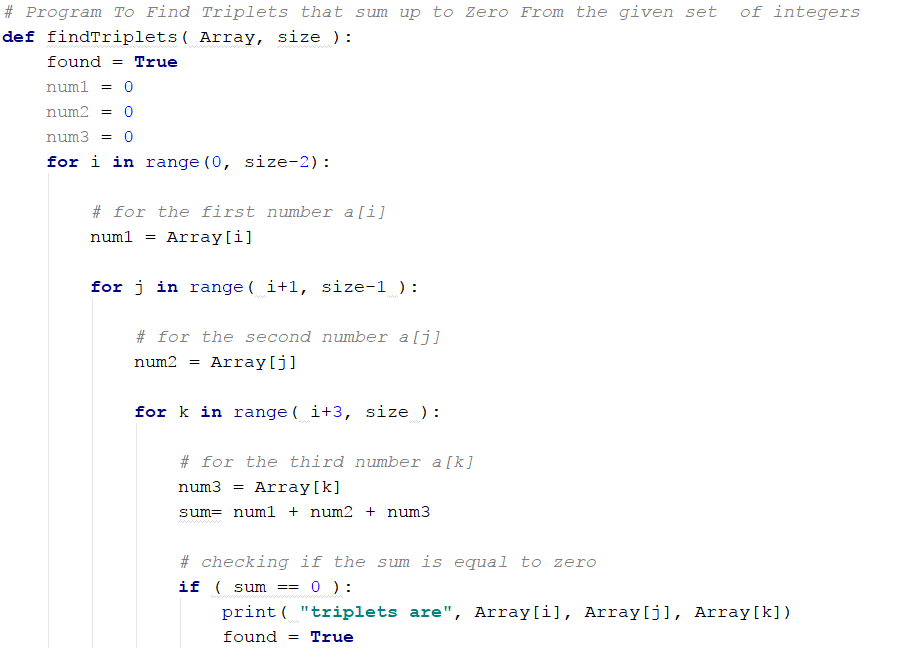 # Program To Find Triplets that sum up to Zero From the given set  of integers
def findTriplets( Array, size ):
    found = True
    num1 = 0
    num2 = 0
    num3 = 0
    for i in range(0, size-2):
        # for the first number a[i]
        num1 = Array[i]
        for j in range( i+1, size-1 ):
            # for the second number a[j]
            num2 = Array[j]
            for k in range( i+3, size ):
                # for the third number a[k]
                num3 = Array[k]
                sum= num1 + num2 + num3
                # checking if the sum is equal to zero
                if ( sum == 0 ):
                    print( "triplets are", Array[i], Array[j], Array[k])
                    found = True